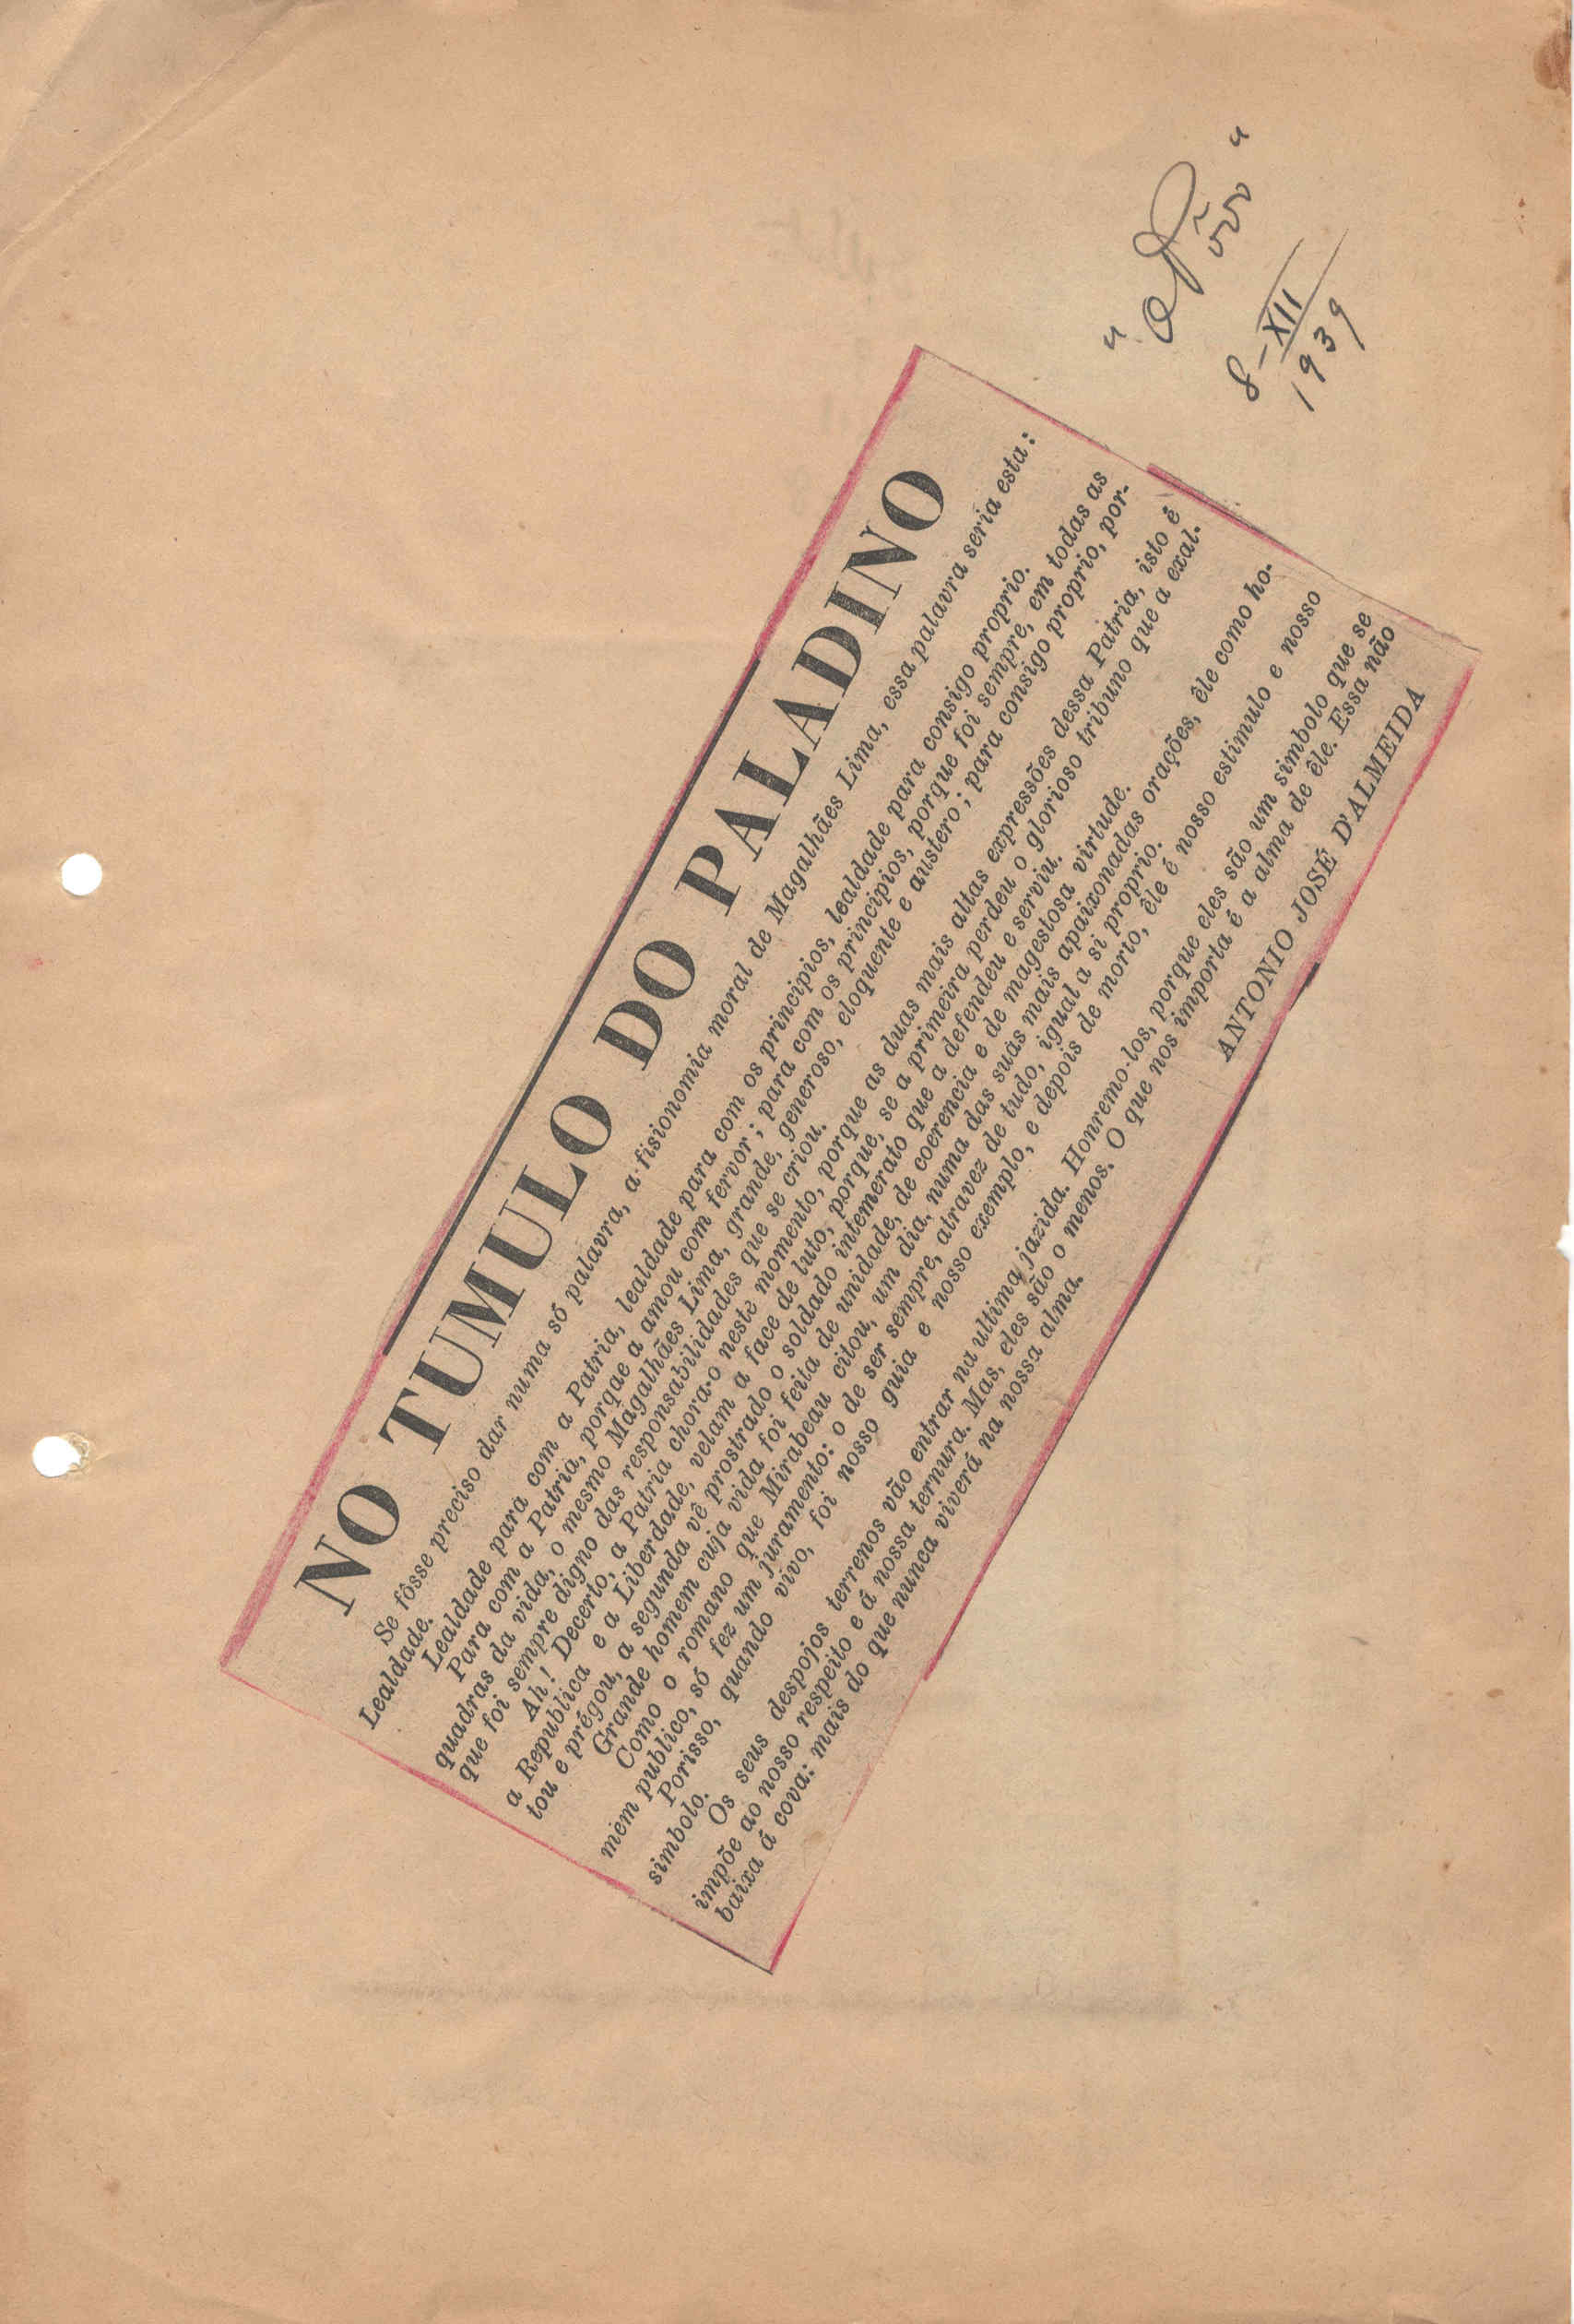 "O Povo"
8-XII
1939
NO TUMULO DO PALADINO
Se fôsse preciso dar numa só palavra, a fisionomia moral de Magalhães Lima, essa palavra seria esta:
Lealdade.
Lealdade para com a Patria, lealdade para com os principios, lealdade para consigo proprio.
Para com a Patria, porque a amou com fervor; para com os principios, porque foi sempre, em todas as
quadras da vida, o mesmo Magalhães Lima, grande, generoso, eloquente e austero; para consigo proprio, por-
que foi sempre digno das responsabilidades que se criou.
Ah! Decerto, a Patria chora-o neste momento, porque as duas mais altas expressões dessa Patria, isto é
a Republica e a Liberdade, velam a face de luto, porque, se a primeira perdeu o glorioso tribuno que a exal-
tou e prégou, a segunda vê prostrado o soldado intemerato que a defendeu e serviu.
Grande homem cuja vida foi feita de unidade, de coerencia e de magestosa virtude.
Como o romano que Mirabeau citou, um dia, numa das suas mais apaixonadas orações, êle como ho-
mem publico, só fez um juramento: o de ser sempre, atravez de tudo, igual a si proprio.
Porisso, quando vivo, foi nosso guia e nosso exemplo, e depois de morto, êle é nosso estimulo e nosso
simbolo.
Os seus despojos terrenos vão entrar na ultima jazida. Honremo-los, porque eles são um simbolo que se
impõe ao nosso respeito e á nossa ternura. Mas, eles são o menos. O que nos importa é a alma de êle. Essa não
baixa á cova: mais do que nunca viverá na nossa alma.
ANTONIO JOSÉ D'ALMEIDA